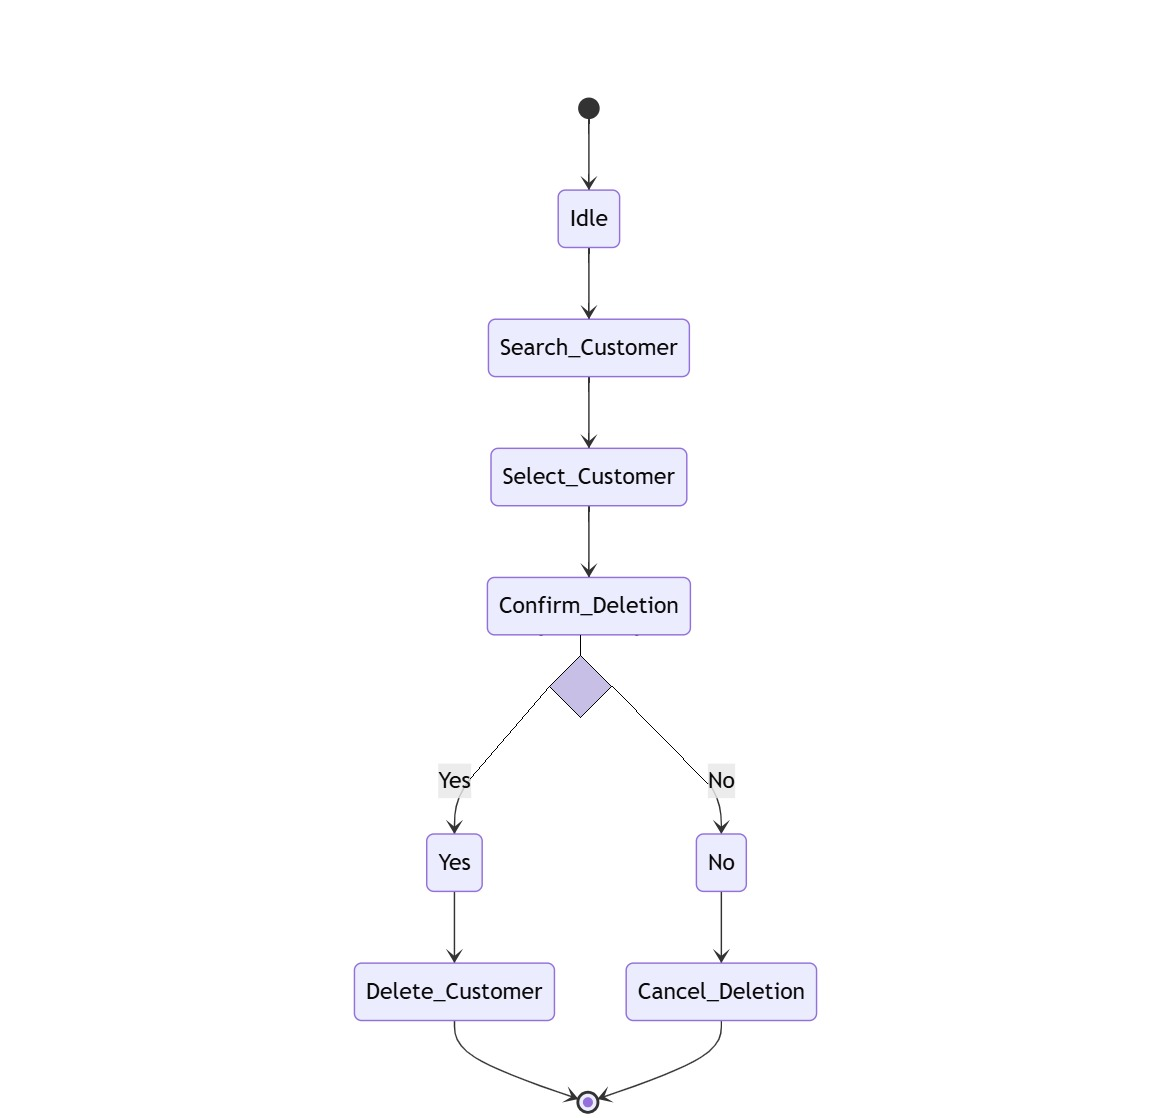 Idle
Search_Customer
Select_Customer
Confirm_Deletion
Yes
No
Yes
No
Delete_Customer
Cancel_Deletion